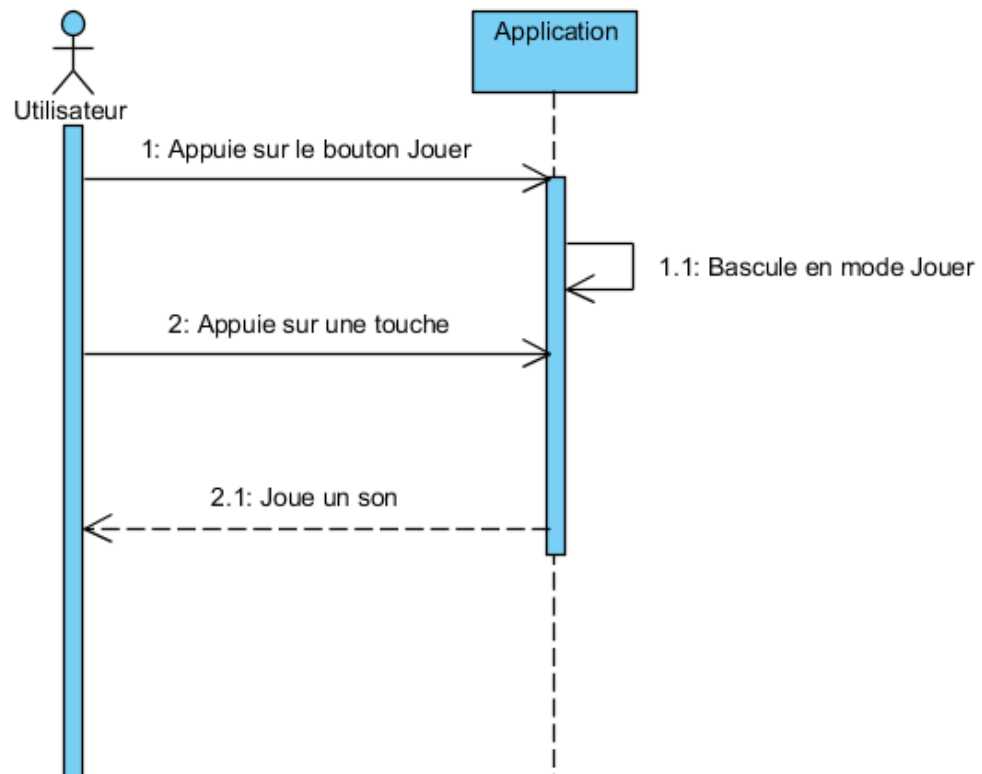 Application
Utilisateur
1: Appuie sur le bouton Jouer
1.1: Bascule en mode Jouer
2: Appuie sur une touche
2.1: Joue un son